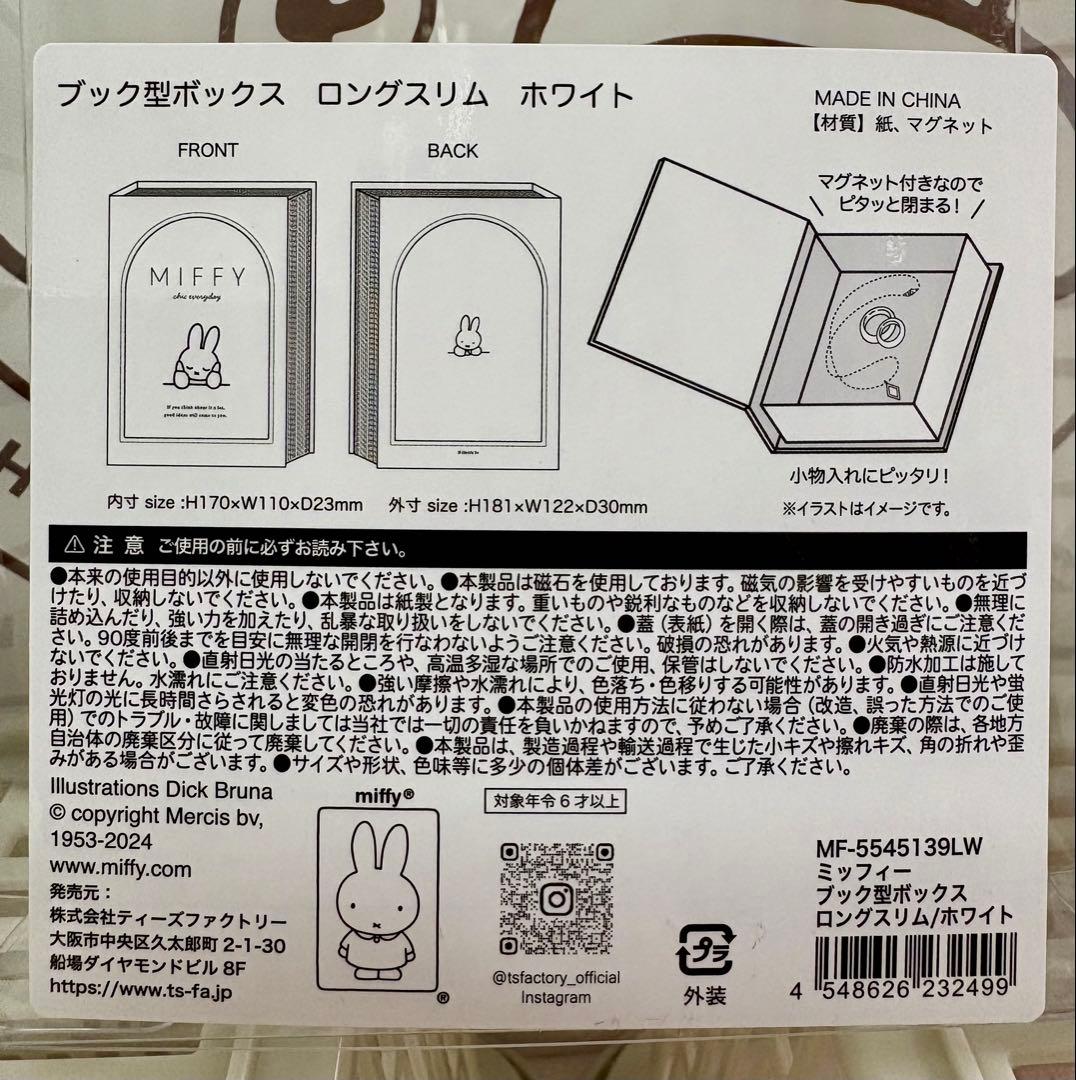 ブック型ボックス　ロングスリム　ホワイト
MADE IN CHINA
【材質】紙、マグネット
FRONT
BACK
MIFFY
chic everyday
If you think about it a lot,
good ideas will come to you.
マグネット付きなので
ピタッと閉まる！
小物入れにピッタリ！
※イラストはイメージです。
内寸 size :H170×W110×D23mm
外寸 size :H181×W122×D30mm
⚠ 注 意 ご使用の前に必ずお読み下さい。
●本来の使用目的以外に使用しないでください。●本製品は磁石を使用しております。磁気の影響を受けやすいものを近づ
けたり、収納しないでください。●本製品は紙製となります。重いものや鋭利なものなどを収納しないでください。●無理に
詰め込んだり、強い力を加えたり、乱暴な取り扱いをしないでください。●蓋（表紙）を開く際は、蓋の開き過ぎにご注意くだ
さい。90度前後までを目安に無理な開閉を行なわないようご注意ください。破損の恐れがあります。●火気や熱源に近づけ
ないでください。●直射日光の当たるところや、高温多湿な場所でのご使用、保管はしないでください。●防水加工は施して
おりません。水濡れにご注意ください。●強い摩擦や水濡れにより、色落ち・色移りする可能性があります。●直射日光や蛍
光灯の光に長時間さらされると変色の恐れがあります。●本製品の使用方法に従わない場合（改造、誤った方法でのご使
用）でのトラブル・故障に関しましては当社では一切の責任を負いかねますので、予めご了承ください。●廃棄の際は、各地方
自治体の廃棄区分に従って廃棄してください。●本製品は、製造過程や輸送過程で生じた小キズや擦れキズ、角の折れや歪
みがある場合がございます。●サイズや形状、色味等に多少の個体差がございます。ご了承ください。
Illustrations Dick Bruna
© copyright Mercis bv,
1953-2024
www.miffy.com
発売元：
株式会社ティーズファクトリー
大阪市中央区久太郎町 2-1-30
船場ダイヤモンドビル 8F
https://www.ts-fa.jp
miffy®
®
対象年令６才以上
@tsfactory_official
Instagram
プラ
外装
MF-5545139LW
ミッフィー
ブック型ボックス
ロングスリム/ホワイト
4 548626 232499